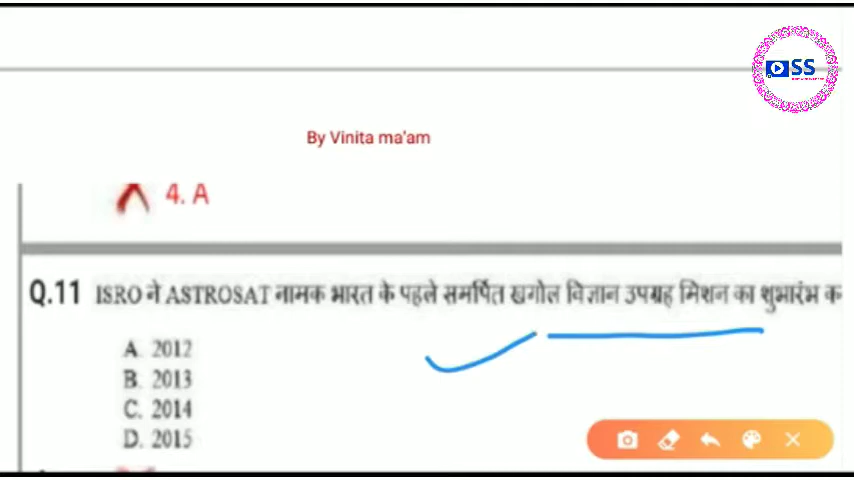 SS
By Vinita ma'am
4. A
Q.11 ISRO ने ASTROSAT नामक भारत के पहले समर्पित खगोल विज्ञान उपग्रह मिशन का शुभारंभ क
A. 2012
B. 2013
C. 2014
D. 2015